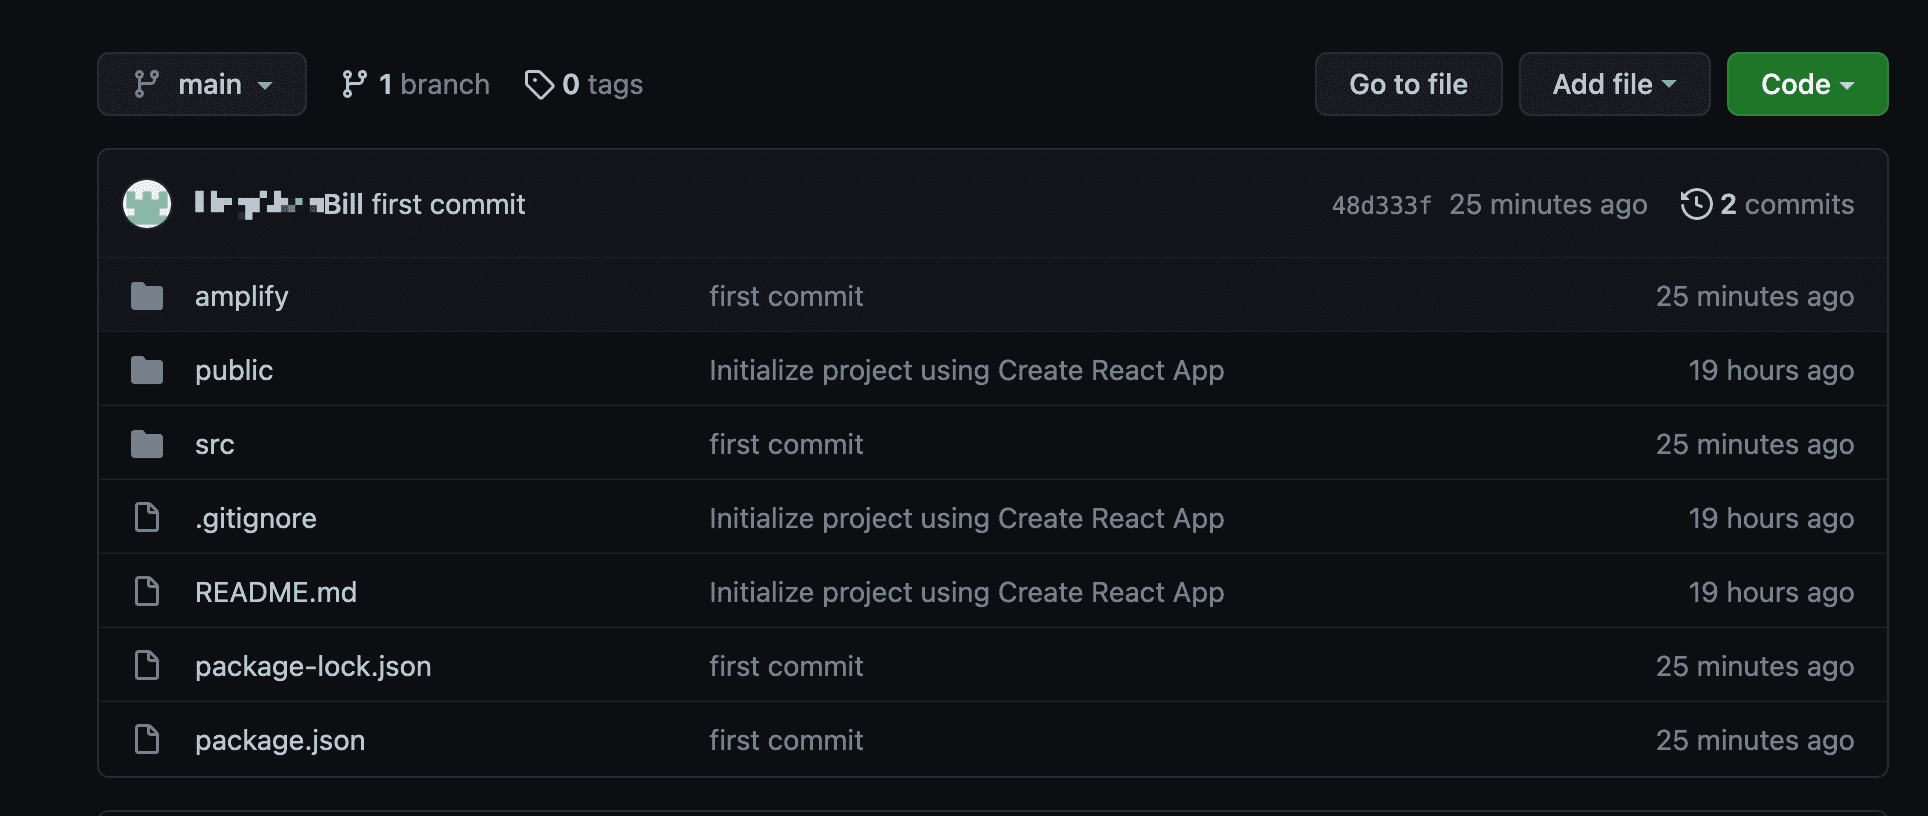 main 1 branch 0 tags Go to file Add file Code
Bill first commit 48d333f 25 minutes ago 2 commits
amplify first commit 25 minutes ago
public Initialize project using Create React App 19 hours ago
src first commit 25 minutes ago
.gitignore Initialize project using Create React App 19 hours ago
README.md Initialize project using Create React App 19 hours ago
package-lock.json first commit 25 minutes ago
package.json first commit 25 minutes ago